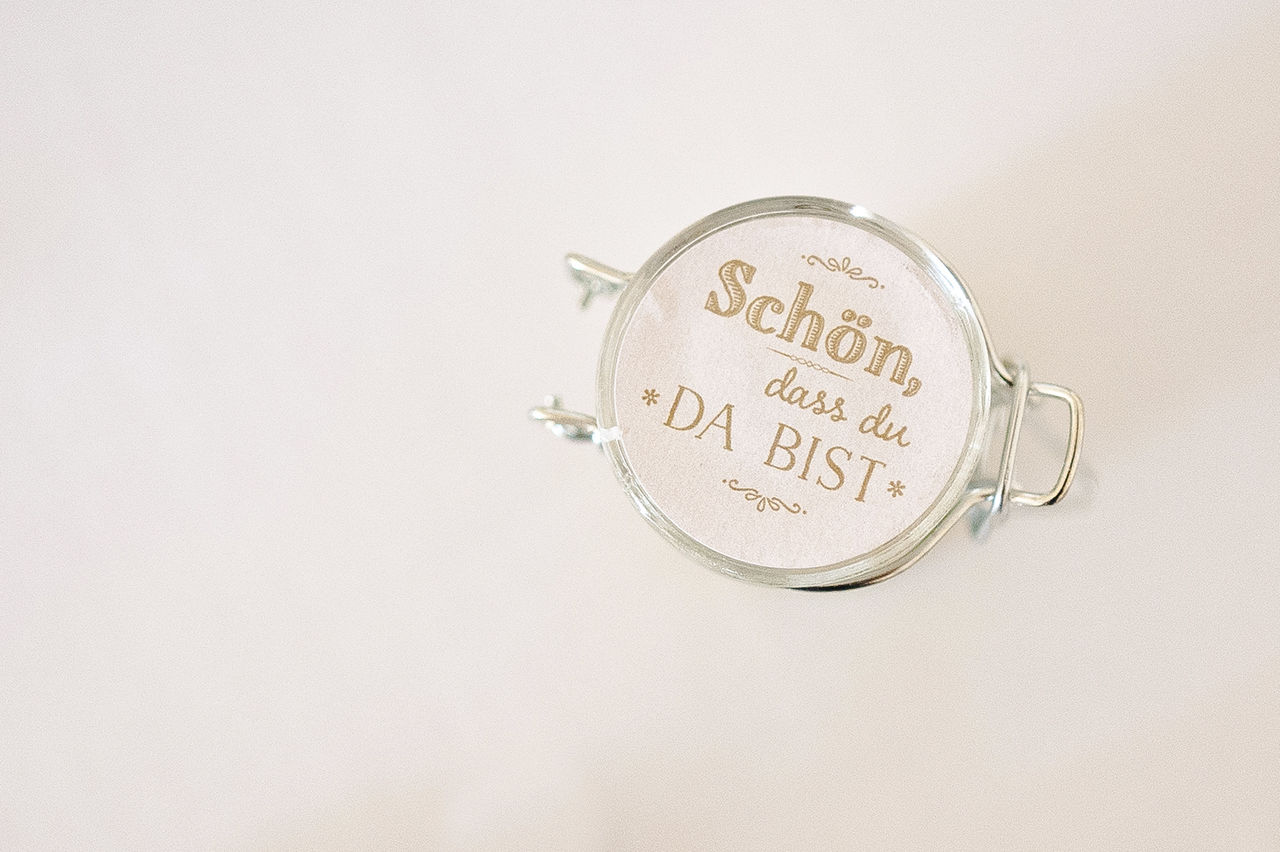 Schön,
dass du
*DA BIST*